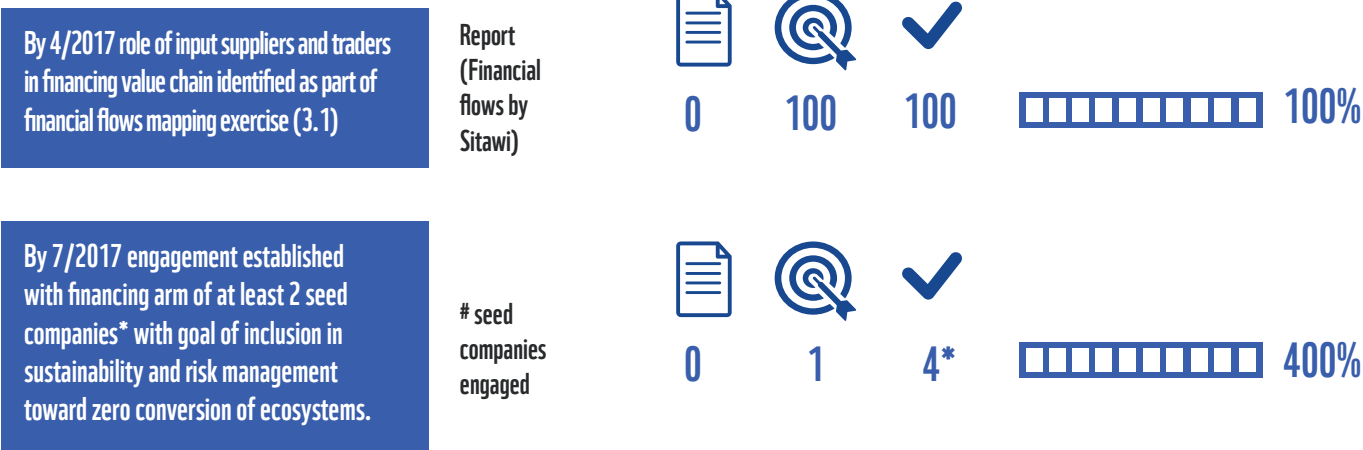 By 4/2017 role of input suppliers and traders
in financing value chain identified as part of
financial flows mapping exercise (3.1)
Report
(Financial
flows by
Sitawi)
0 100 100 100%
By 7/2017 engagement established
with financing arm of at least 2 seed
companies* with goal of inclusion in
sustainability and risk management
toward zero conversion of ecosystems.
# seed
companies
engaged
0 1 4* 400%